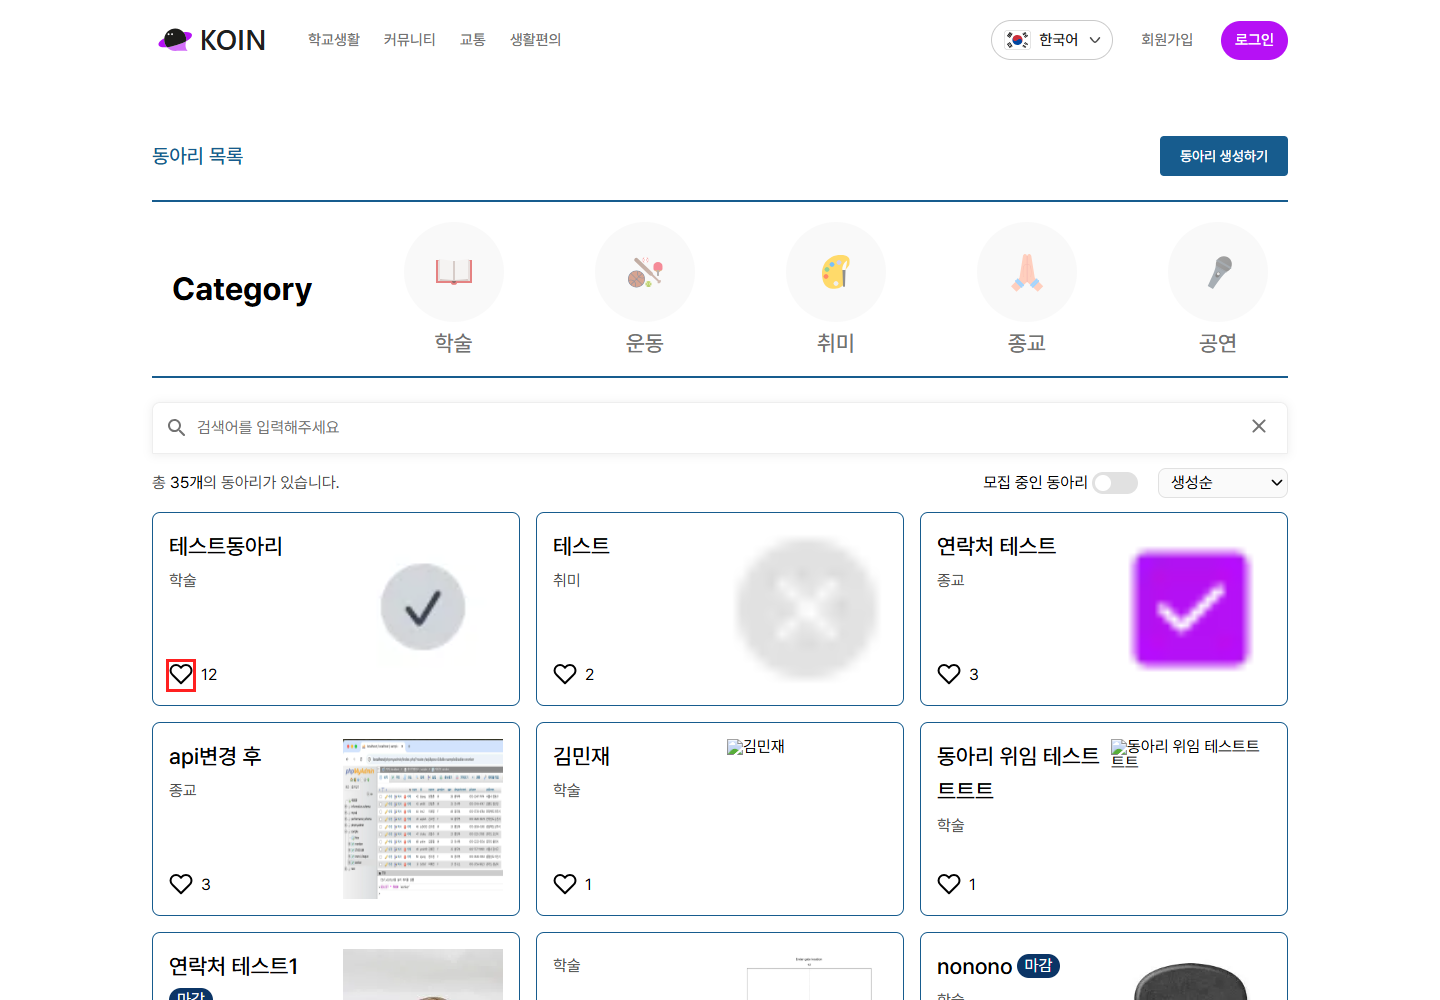 KOIN 학교생활 커뮤니티 교통 생활편의 한국어 회원가입 로그인
동아리 목록 동아리 생성하기
Category
학술 운동 취미 종교 공연
검색어를 입력해주세요
총 35개의 동아리가 있습니다. 모집 중인 동아리 생성순
테스트동아리
학술
12
테스트
취미
2
연락처 테스트
종교
3
api변경 후
종교
3
김민재
학술
김민재
1
동아리 위임 테스트
트트트
학술
동아리 위임 테스트트
트트
1
연락처 테스트1
마감
학술
nonono 마감
학술